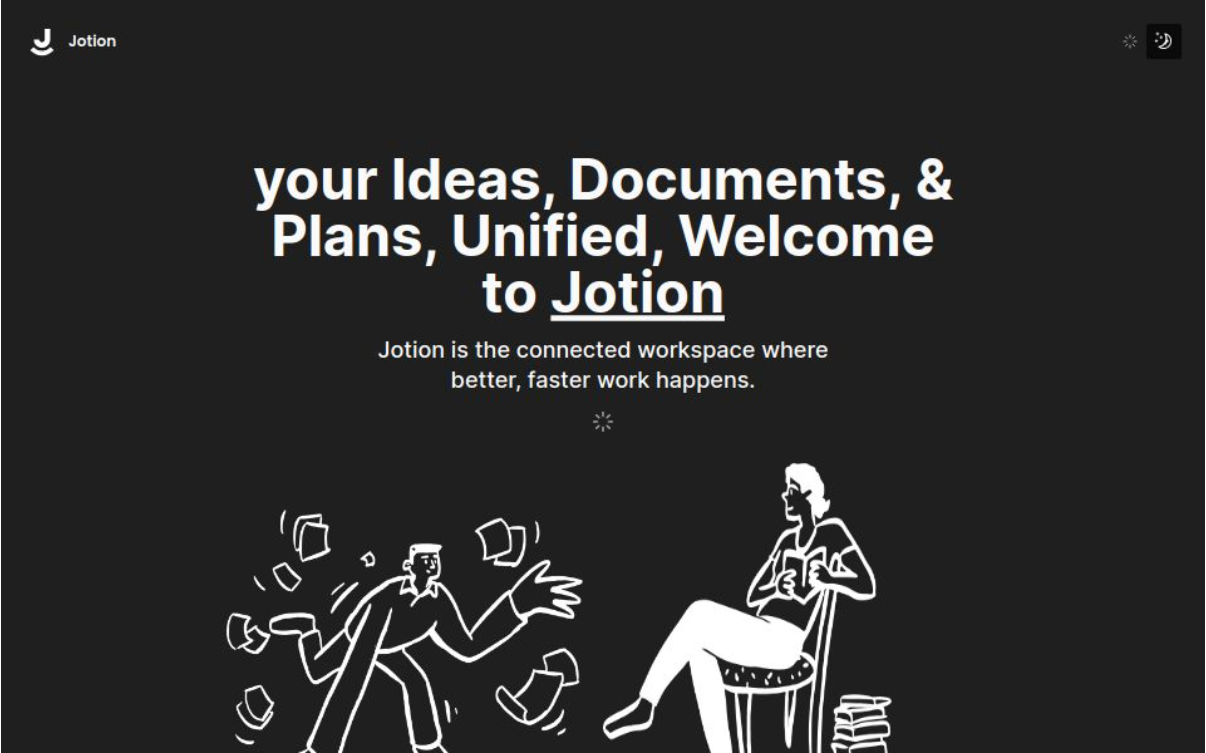 Jotion
your Ideas, Documents, &
Plans, Unified, Welcome
to Jotion
Jotion is the connected workspace where
better, faster work happens.